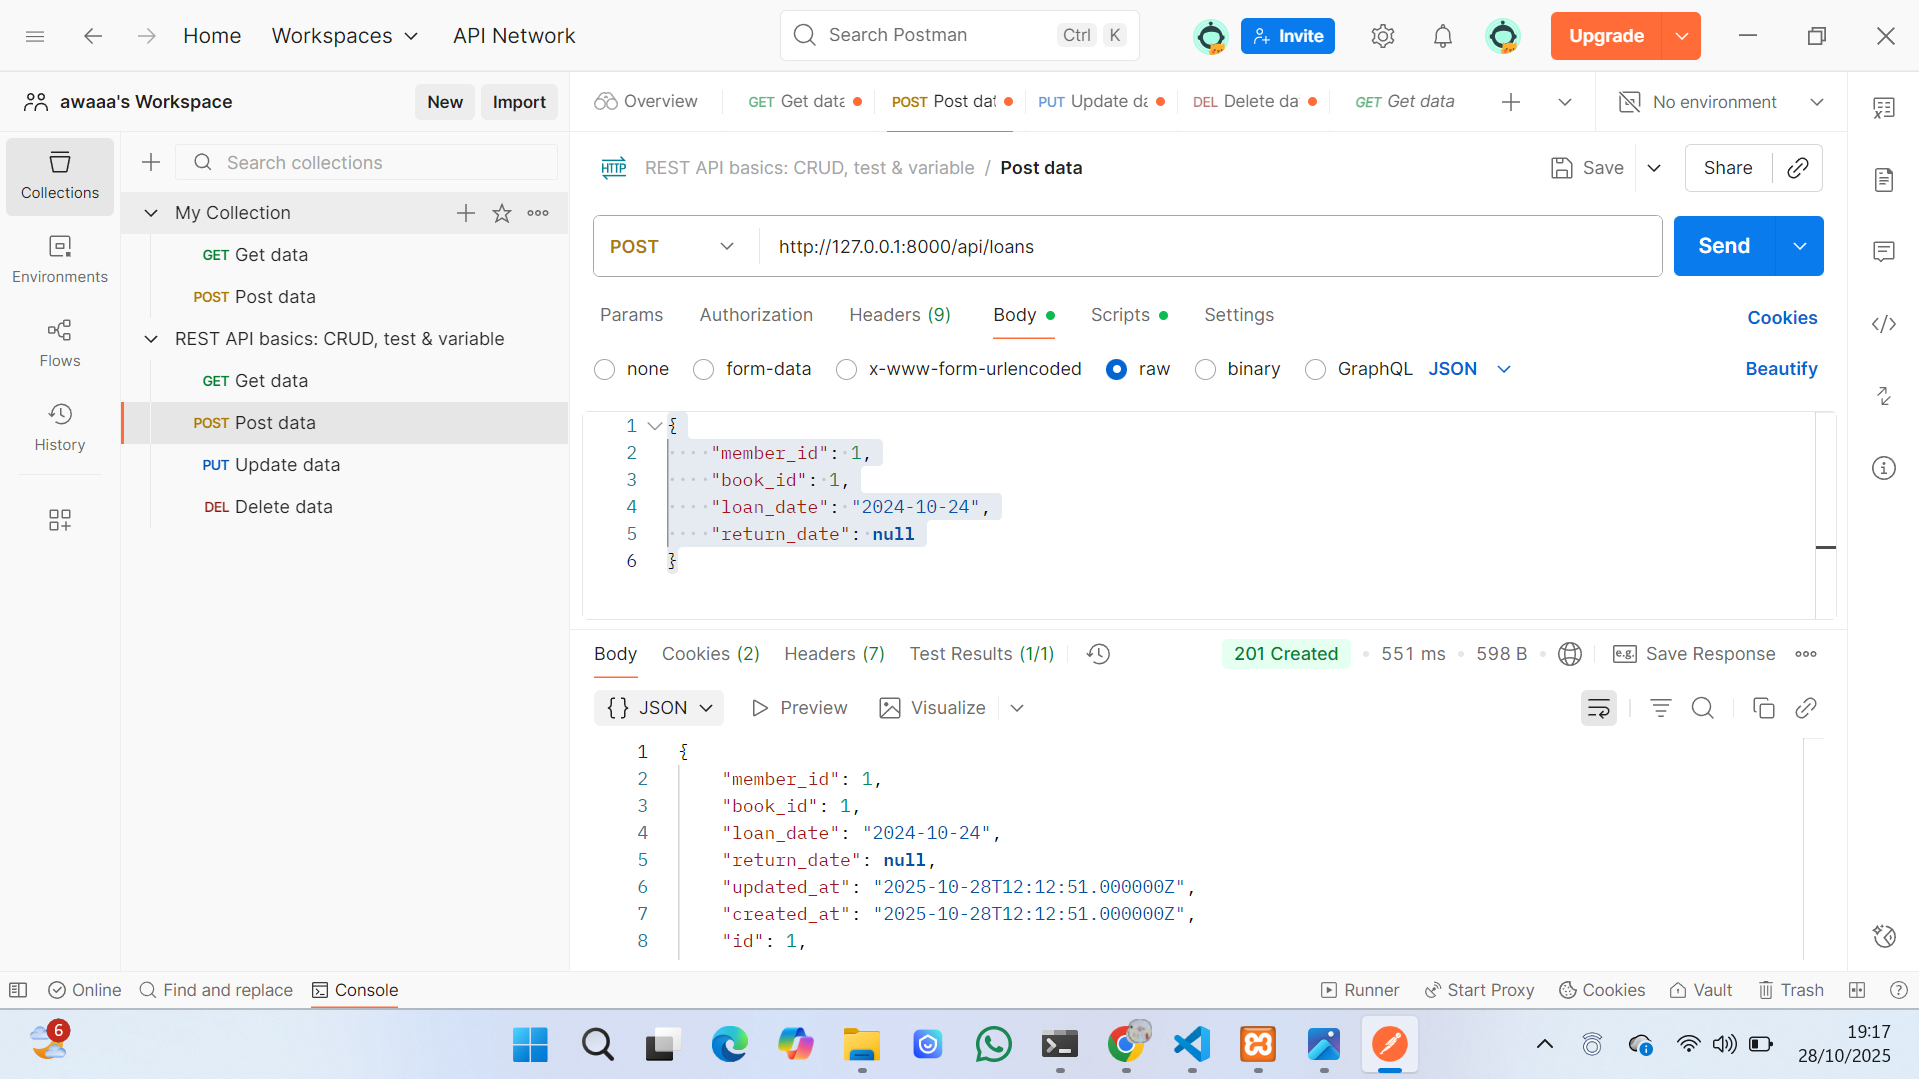 Home
Workspaces
API Network
Search Postman
Ctrl K
Invite
Upgrade
awaaa's Workspace
New
Import
Overview
GET Get data
POST Post dat
PUT Update da
DEL Delete da
GET Get data
No environment
Collections
Environments
Flows
History
Search collections
My Collection
GET Get data
POST Post data
REST API basics: CRUD, test & variable
GET Get data
POST Post data
PUT Update data
DEL Delete data
HTTP
REST API basics: CRUD, test & variable / Post data
Save
Share
POST
http://127.0.0.1:8000/api/loans
Send
Params
Authorization
Headers (9)
Body
Scripts
Settings
Cookies
none
form-data
x-www-form-urlencoded
raw
binary
GraphQL
JSON
Beautify
1 {
2 "member_id": 1,
3 "book_id": 1,
4 "loan_date": "2024-10-24",
5 "return_date": null
6 }
Body
Cookies (2)
Headers (7)
Test Results (1/1)
201 Created
551 ms
598 B
e.g. Save Response
{} JSON
Preview
Visualize
1 {
2 "member_id": 1,
3 "book_id": 1,
4 "loan_date": "2024-10-24",
5 "return_date": null,
6 "updated_at": "2025-10-28T12:12:51.000000Z",
7 "created_at": "2025-10-28T12:12:51.000000Z",
8 "id": 1,
Online
Find and replace
Console
Runner
Start Proxy
Cookies
Vault
Trash
6
19:17
28/10/2025